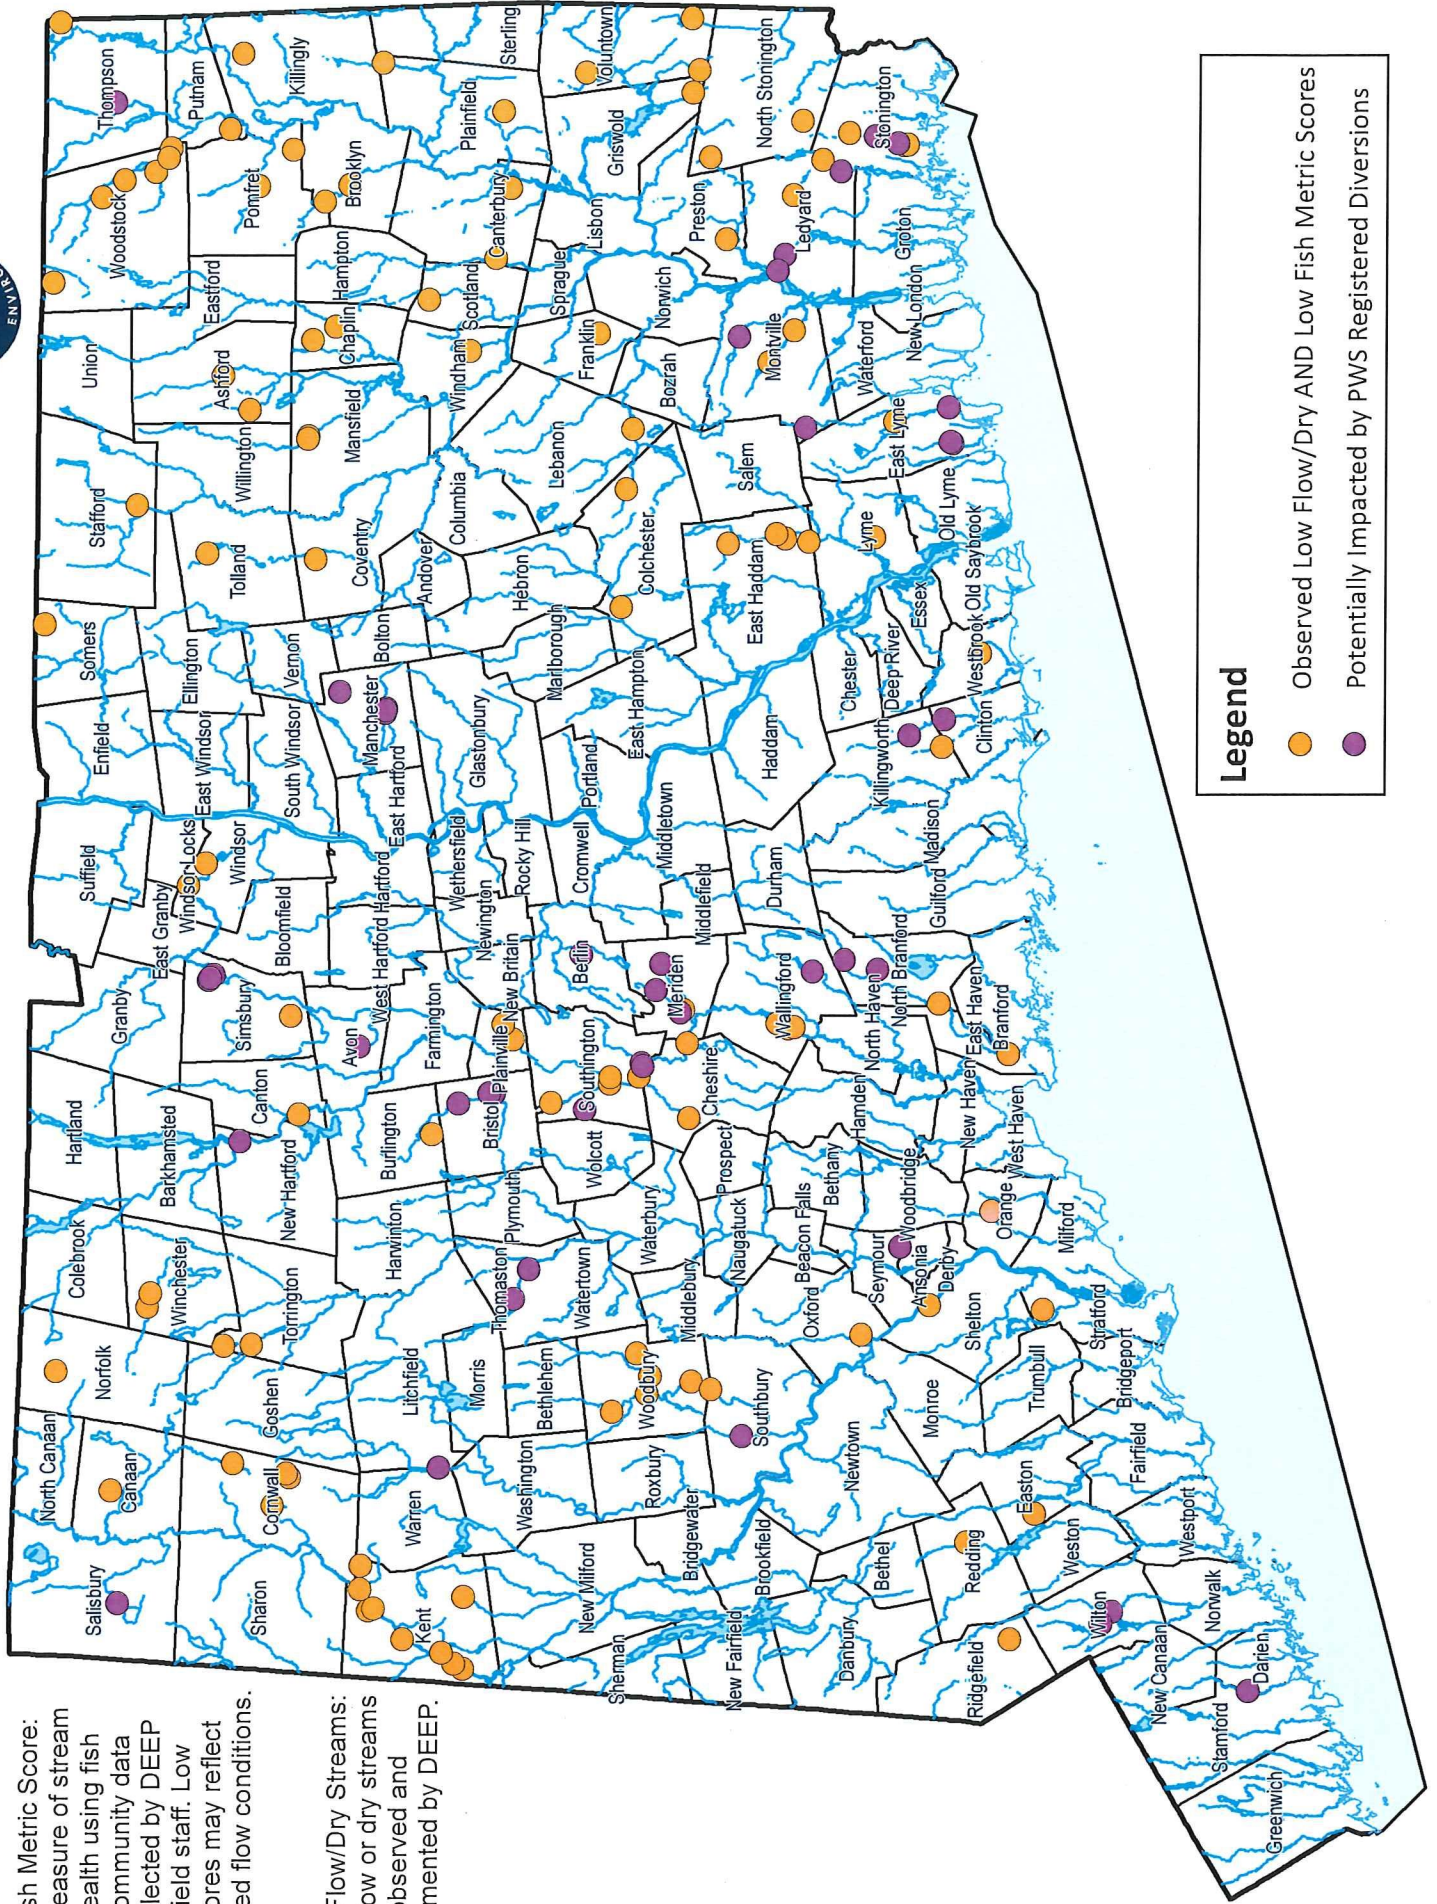 ENVIRO
sh Metric Score:
easure of stream
ealth using fish
ommunity data
llected by DEEP
ield staff. Low
ores may reflect
ed flow conditions.
Flow/Dry Streams:
ow or dry streams
observed and
mented by DEEP.
Salisbury
North Canaan
Canaan
Norfolk
Colebrook
Hartland
Granby
Suffield
Enfield
Somers
Stafford
Union
Woodstock
Thompson
Sharon
Cornwall
Goshen
Winchester
Barkhamsted
East Granby
Windsor Locks
East Windsor
Ellington
Tolland
Willington
Ashford
Eastford
Pomfret
Putnam
Killingly
Kent
Warren
Litchfield
Torrington
New Hartford
Canton
Simsbury
Bloomfield
Windsor
South Windsor
Vernon
Coventry
Mansfield
Chaplin
Hampton
Brooklyn
Harwinton
Burlington
Avon
Farmington
West Hartford
Hartford
East Hartford
Manchester
Bolton
Andover
Columbia
Windham
Scotland
Canterbury
Plainfield
Sterling
Sherman
New Milford
Washington
Morris
Bethlehem
Thomaston
Plymouth
Bristol
Plainville
New Britain
Newington
Wethersfield
Rocky Hill
Glastonbury
Marlborough
Hebron
Lebanon
Franklin
Sprague
Lisbon
Griswold
Voluntown
New Fairfield
Bridgewater
Roxbury
Woodbury
Watertown
Wolcott
Southington
Berlin
Cromwell
Portland
East Hampton
Colchester
Bozrah
Norwich
Preston
North Stonington
Danbury
Brookfield
Southbury
Middlebury
Waterbury
Naugatuck
Prospect
Cheshire
Meriden
Middlefield
Middletown
Haddam
East Haddam
Salem
Montville
Ledyard
Stonington
Ridgefield
Bethel
Newtown
Oxford
Beacon Falls
Bethany
Wallingford
Durham
Killingworth
Chester
Deep River
Essex
Lyme
East Lyme
Waterford
New London
Groton
Redding
Monroe
Seymour
Ansonia
Derby
Woodbridge
Hamden
North Haven
North Branford
Guilford
Madison
Clinton
Westbrook
Old Saybrook
Old Lyme
Wilton
Weston
Easton
Trumbull
Shelton
Orange
New Haven
West Haven
East Haven
Branford
New Canaan
Norwalk
Westport
Fairfield
Bridgeport
Stratford
Milford
Greenwich
Stamford
Darien
Legend
Observed Low Flow/Dry AND Low Fish Metric Scores
Potentially Impacted by PWS Registered Diversions